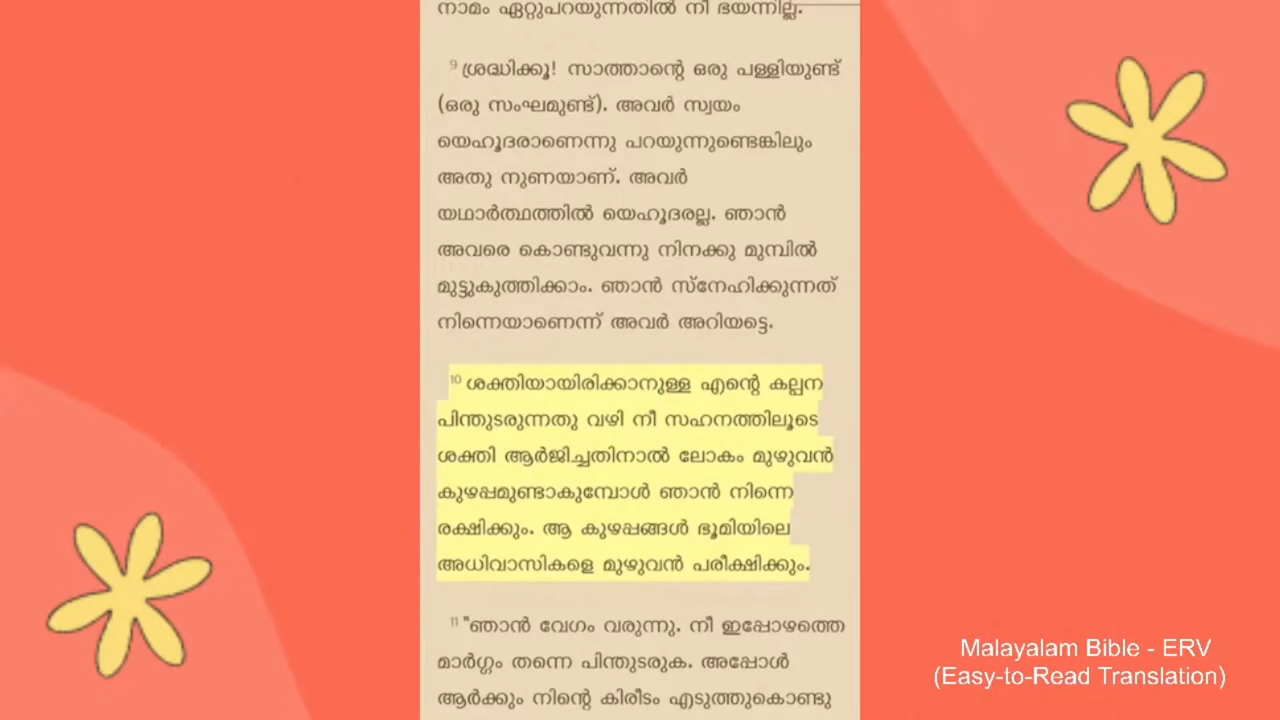 നാമം ഏറ്റുപറയുന്നതിൽ നീ ഭയന്നില്ല.
9 ശ്രദ്ധിക്കൂ! സാത്താന്റെ ഒരു പള്ളിയുണ്ട്
(ഒരു സംഘമുണ്ട്). അവർ സ്വയം
യെഹൂദരാണെന്നു പറയുന്നുണ്ടെങ്കിലും
അതു നുണയാണ്. അവർ
യഥാർത്ഥത്തിൽ യെഹൂദരല്ല. ഞാൻ
അവരെ കൊണ്ടുവന്നു നിനക്കു മുമ്പിൽ
മുട്ടുകുത്തിക്കാം. ഞാൻ സ്നേഹിക്കുന്നത്
നിന്നെയാണെന്ന് അവർ അറിയട്ടെ.
10 ശക്തിയായിരിക്കാനുള്ള എന്റെ കല്പന
പിന്തുടരുന്നതു വഴി നീ സഹനത്തിലൂടെ
ശക്തി ആർജിച്ചതിനാൽ ലോകം മുഴുവൻ
കുഴപ്പമുണ്ടാകുമ്പോൾ ഞാൻ നിന്നെ
രക്ഷിക്കും. ആ കുഴപ്പങ്ങൾ ഭൂമിയിലെ
അധിവാസികളെ മുഴുവൻ പരീക്ഷിക്കും.
11 "ഞാൻ വേഗം വരുന്നു. നീ ഇപ്പോഴത്തെ
മാർഗ്ഗം തന്നെ പിന്തുടരുക. അപ്പോൾ
ആർക്കും നിന്റെ കിരീടം എടുത്തുകൊണ്ടു
Malayalam Bible - ERV
(Easy-to-Read Translation)